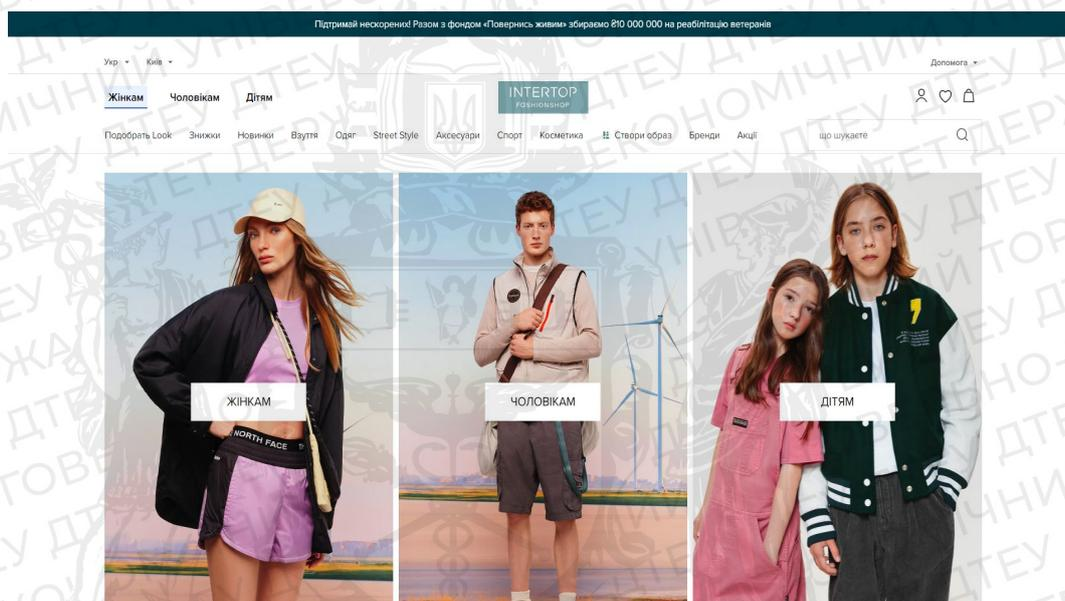 Підтримай нескорених! Разом з фондом «Повернись живим» збираємо ₴10 000 000 на реабілітацію ветеранів
Укр Київ Допомога
Жінкам Чоловікам Дітям
INTERTOP
FASHIONSHOP
Подобрать Look Знижки Новинки Взуття Одяг Street Style Аксесуари Спорт Косметика Створи образ Бренди Акції
що шукаєте
ЖІНКАМ ЧОЛОВІКАМ ДІТЯМ
NORTH FACE